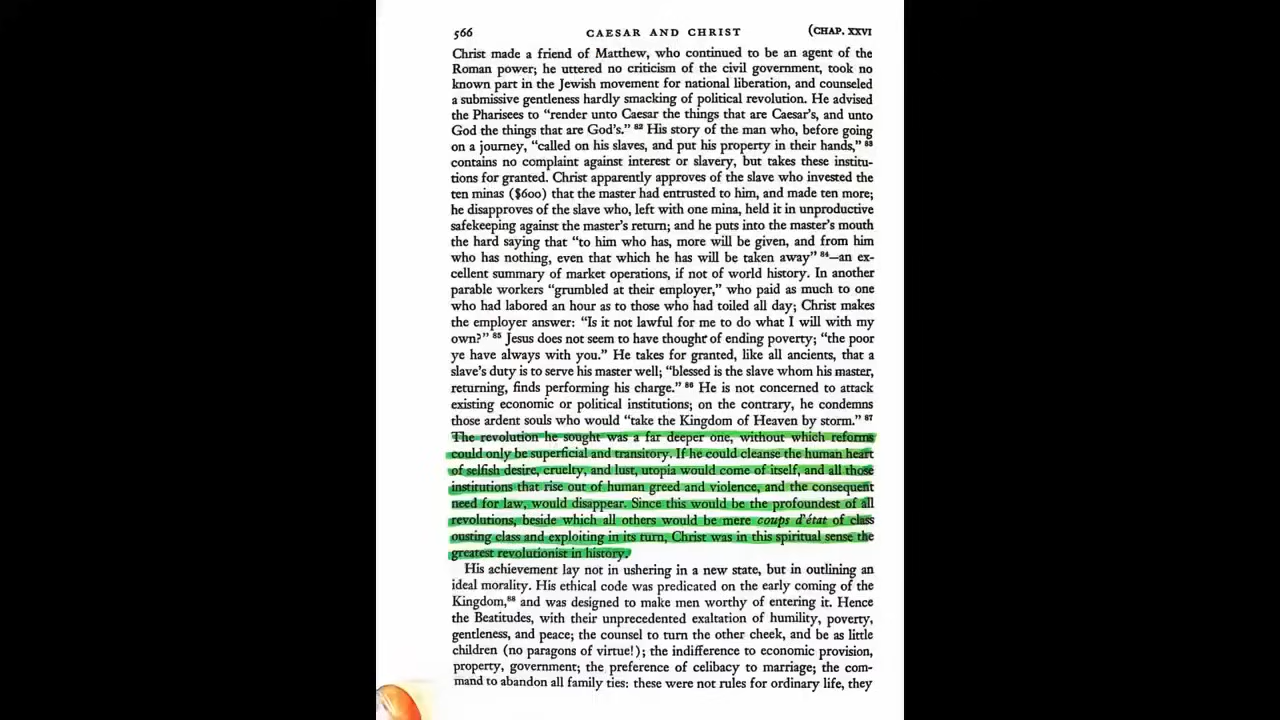 566 CAESAR AND CHRIST (CHAP. XXVI
Christ made a friend of Matthew, who continued to be an agent of the
Roman power; he uttered no criticism of the civil government, took no
known part in the Jewish movement for national liberation, and counseled
a submissive gentleness hardly smacking of political revolution. He advised
the Pharisees to “render unto Caesar the things that are Caesar’s, and unto
God the things that are God’s.” 82 His story of the man who, before going
on a journey, “called on his slaves, and put his property in their hands,” 83
contains no complaint against interest or slavery, but takes these institu-
tions for granted. Christ apparently approves of the slave who invested the
ten minas ($600) that the master had entrusted to him, and made ten more;
he disapproves of the slave who, left with one mina, held it in unproductive
safekeeping against the master’s return; and he puts into the master’s mouth
the hard saying that “to him who has, more will be given, and from him
who has nothing, even that which he has will be taken away” 84—an ex-
cellent summary of market operations, if not of world history. In another
parable workers “grumbled at their employer,” who paid as much to one
who had labored an hour as to those who had toiled all day; Christ makes
the employer answer: “Is it not lawful for me to do what I will with my
own?” 85 Jesus does not seem to have thought of ending poverty; “the poor
ye have always with you.” He takes for granted, like all ancients, that a
slave’s duty is to serve his master well; “blessed is the slave whom his master,
returning, finds performing his charge.” 86 He is not concerned to attack
existing economic or political institutions; on the contrary, he condemns
those ardent souls who would “take the Kingdom of Heaven by storm.” 87
The revolution he sought was a far deeper one, without which reforms
could only be superficial and transitory. If he could cleanse the human heart
of selfish desire, cruelty, and lust, utopia would come of itself, and all those
institutions that rise out of human greed and violence, and the consequent
need for law, would disappear. Since this would be the profoundest of all
revolutions, beside which all others would be mere coups d’état of class
ousting class and exploiting in its turn, Christ was in this spiritual sense the
greatest revolutionist in history.
His achievement lay not in ushering in a new state, but in outlining an
ideal morality. His ethical code was predicated on the early coming of the
Kingdom,88 and was designed to make men worthy of entering it. Hence
the Beatitudes, with their unprecedented exaltation of humility, poverty,
gentleness, and peace; the counsel to turn the other cheek, and be as little
children (no paragons of virtue!); the indifference to economic provision,
property, government; the preference of celibacy to marriage; the com-
mand to abandon all family ties: these were not rules for ordinary life, they